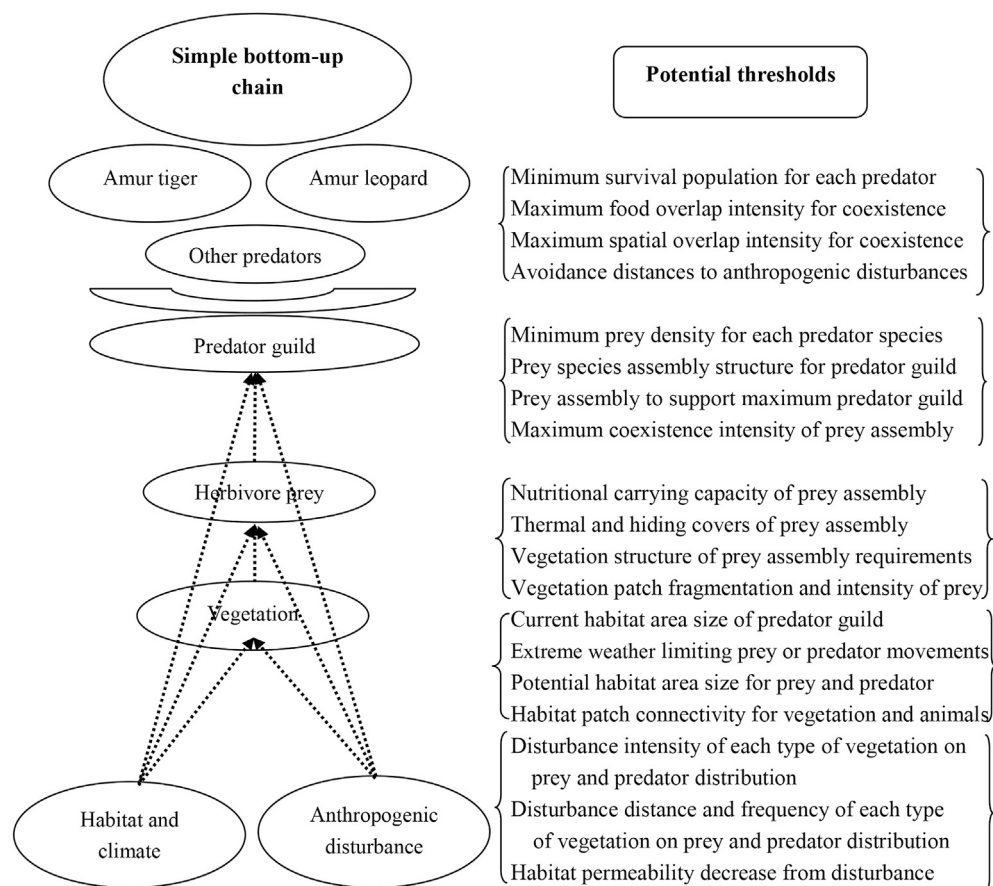 Simple bottom-up
chain
Potential thresholds
Amur tiger
Amur leopard
Minimum survival population for each predator
Maximum food overlap intensity for coexistence
Maximum spatial overlap intensity for coexistence
Avoidance distances to anthropogenic disturbances
Other predators
Predator guild
Minimum prey density for each predator species
Prey species assembly structure for predator guild
Prey assembly to support maximum predator guild
Maximum coexistence intensity of prey assembly
Herbivore prey
Nutritional carrying capacity of prey assembly
Thermal and hiding covers of prey assembly
Vegetation structure of prey assembly requirements
Vegetation patch fragmentation and intensity of prey
Vegetation
Current habitat area size of predator guild
Extreme weather limiting prey or predator movements
Potential habitat area size for prey and predator
Habitat patch connectivity for vegetation and animals
Habitat and
climate
Anthropogenic
disturbance
Disturbance intensity of each type of vegetation on
prey and predator distribution
Disturbance distance and frequency of each type
of vegetation on prey and predator distribution
Habitat permeability decrease from disturbance